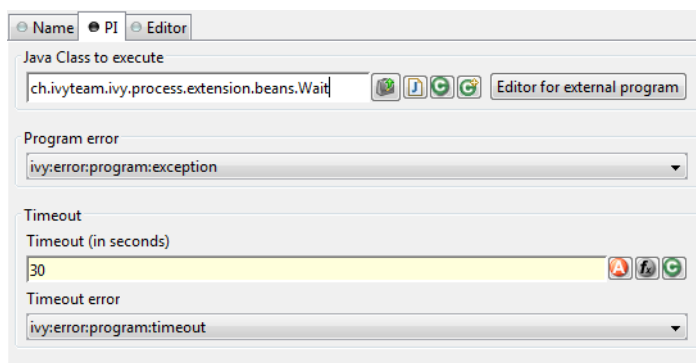 Name PI Editor
Java Class to execute
ch.ivyteam.ivy.process.extension.beans.Wait J C C Editor for external program
Program error
ivy:error:program:exception
Timeout
Timeout (in seconds)
30 A fx C
Timeout error
ivy:error:program:timeout